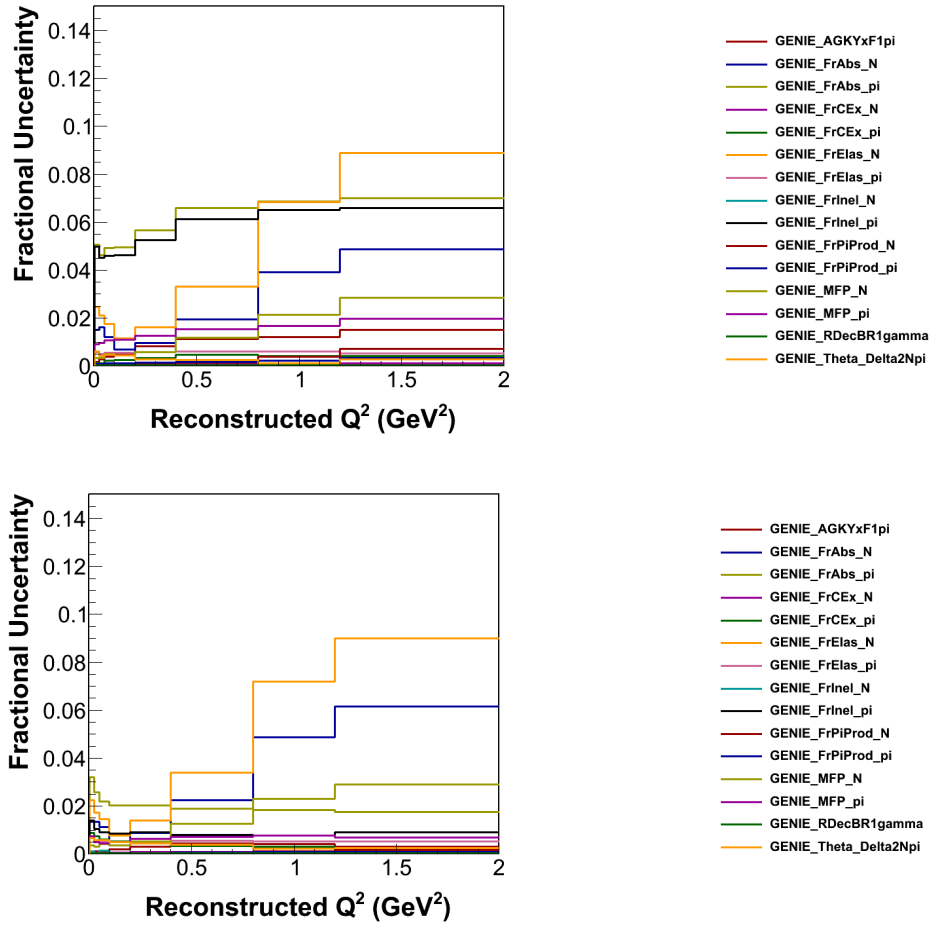 Fractional Uncertainty
0.14
0.12
0.1
0.08
0.06
0.04
0.02
0
0 0.5 1 1.5 2
Reconstructed Q² (GeV²)
GENIE_AGKYxF1pi
GENIE_FrAbs_N
GENIE_FrAbs_pi
GENIE_FrCEx_N
GENIE_FrCEx_pi
GENIE_FrElas_N
GENIE_FrElas_pi
GENIE_FrInel_N
GENIE_FrInel_pi
GENIE_FrPiProd_N
GENIE_FrPiProd_pi
GENIE_MFP_N
GENIE_MFP_pi
GENIE_RDecBR1gamma
GENIE_Theta_Delta2Npi
Fractional Uncertainty
0.14
0.12
0.1
0.08
0.06
0.04
0.02
0
0 0.5 1 1.5 2
Reconstructed Q² (GeV²)
GENIE_AGKYxF1pi
GENIE_FrAbs_N
GENIE_FrAbs_pi
GENIE_FrCEx_N
GENIE_FrCEx_pi
GENIE_FrElas_N
GENIE_FrElas_pi
GENIE_FrInel_N
GENIE_FrInel_pi
GENIE_FrPiProd_N
GENIE_FrPiProd_pi
GENIE_MFP_N
GENIE_MFP_pi
GENIE_RDecBR1gamma
GENIE_Theta_Delta2Npi